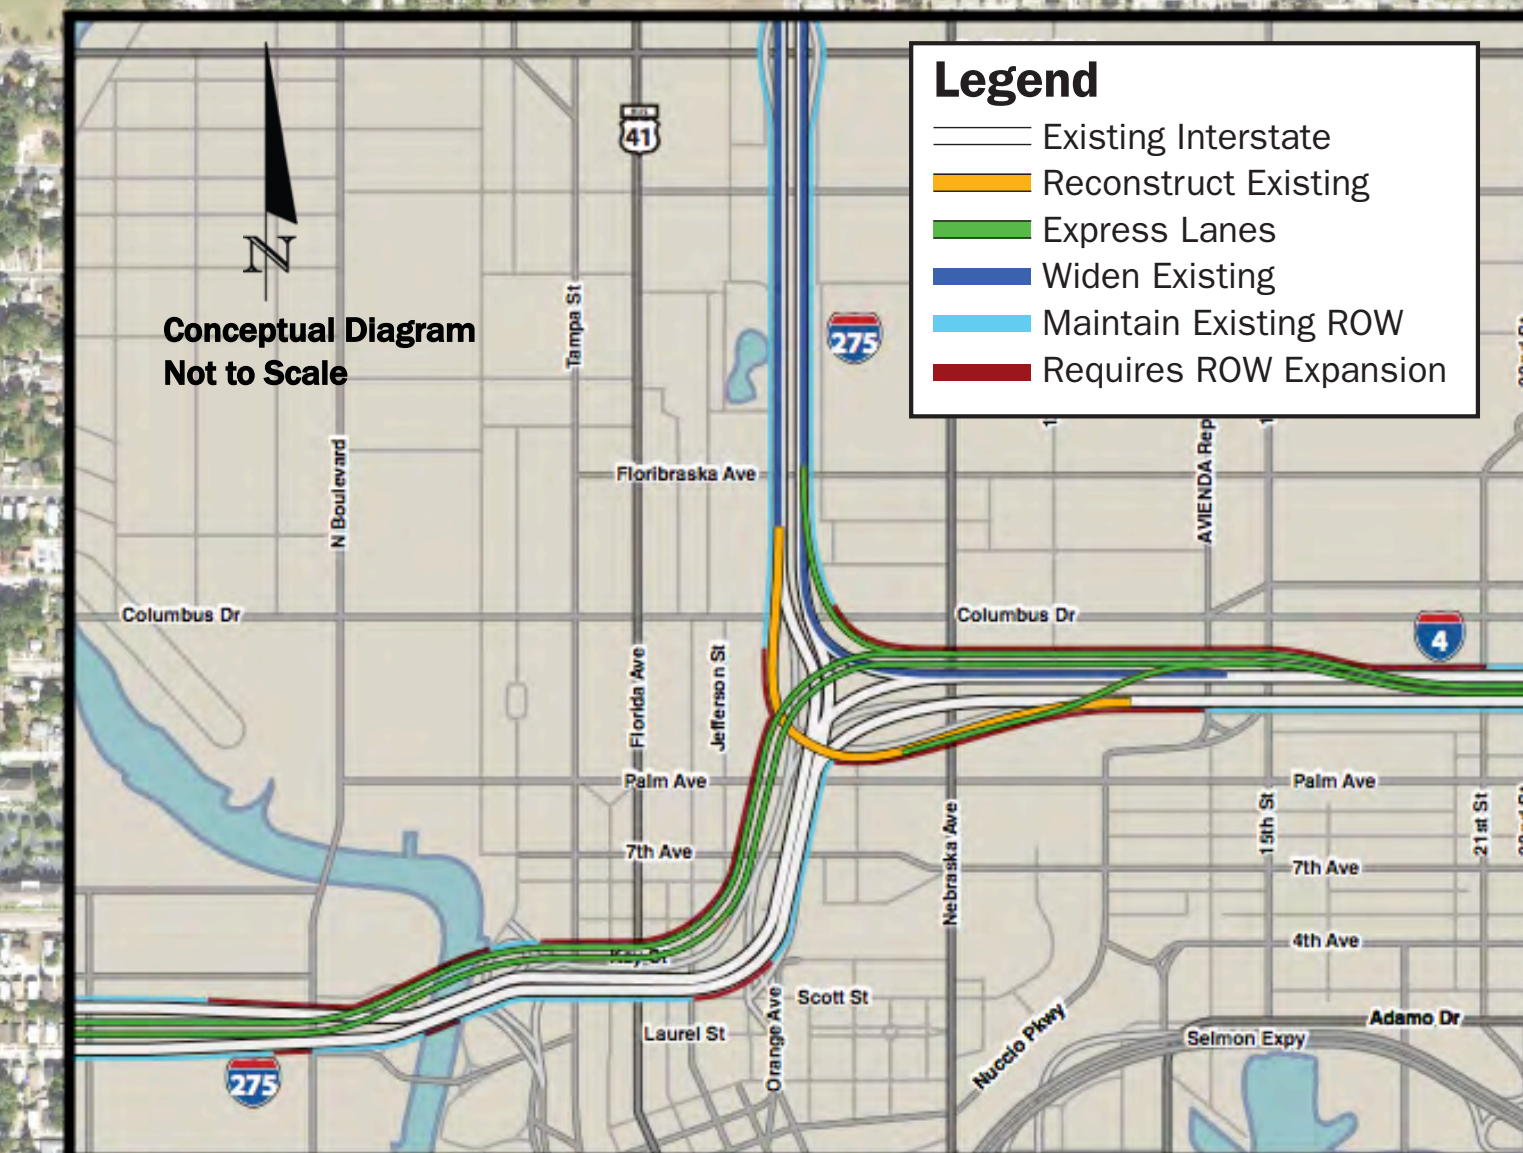 Legend
Existing Interstate
Reconstruct Existing
Express Lanes
Widen Existing
Maintain Existing ROW
Requires ROW Expansion
41
N
Conceptual Diagram
Not to Scale
275
Tampa St
N Boulevard
Floribraska Ave
AVIENDA Rep
Columbus Dr
Columbus Dr
4
Florida Ave
Jefferson St
Palm Ave
Palm Ave
15th St
21st St
7th Ave
7th Ave
Nebraska Ave
4th Ave
Kay St
Scott St
Orange Ave
Laurel St
Nuccio Pkwy
Adamo Dr
Selmon Expy
275